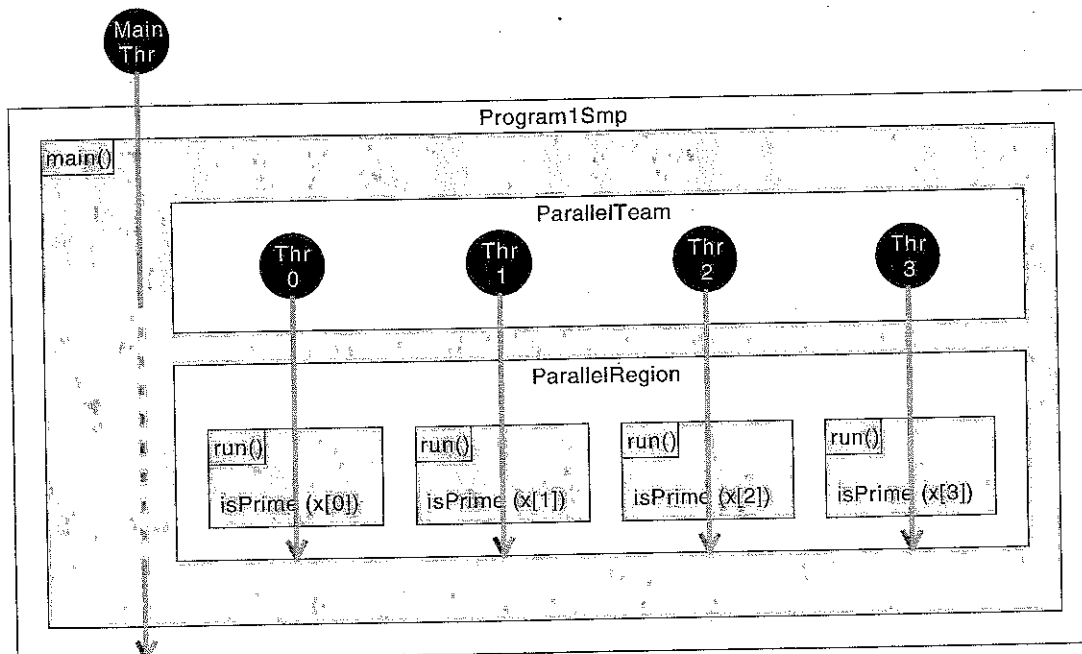 Main
Thr
Program1Smp
main()
ParallelTeam
Thr
0
Thr
1
Thr
2
Thr
3
ParallelRegion
run()
run()
run()
run()
isPrime (x[0])
isPrime (x[1])
isPrime (x[2])
isPrime (x[3])